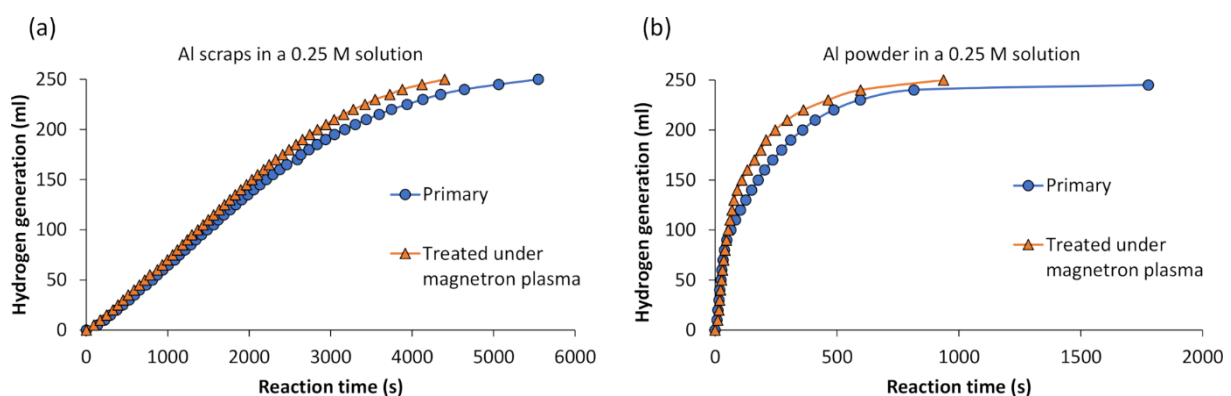 (a)
Al scraps in a 0.25 M solution
Hydrogen generation (ml)
250
200
150
100
50
0
0 1000 2000 3000 4000 5000 6000
Reaction time (s)
Primary
Treated under
magnetron plasma
(b)
Al powder in a 0.25 M solution
Hydrogen generation (ml)
250
200
150
100
50
0
0 500 1000 1500 2000
Reaction time (s)
Primary
Treated under
magnetron plasma